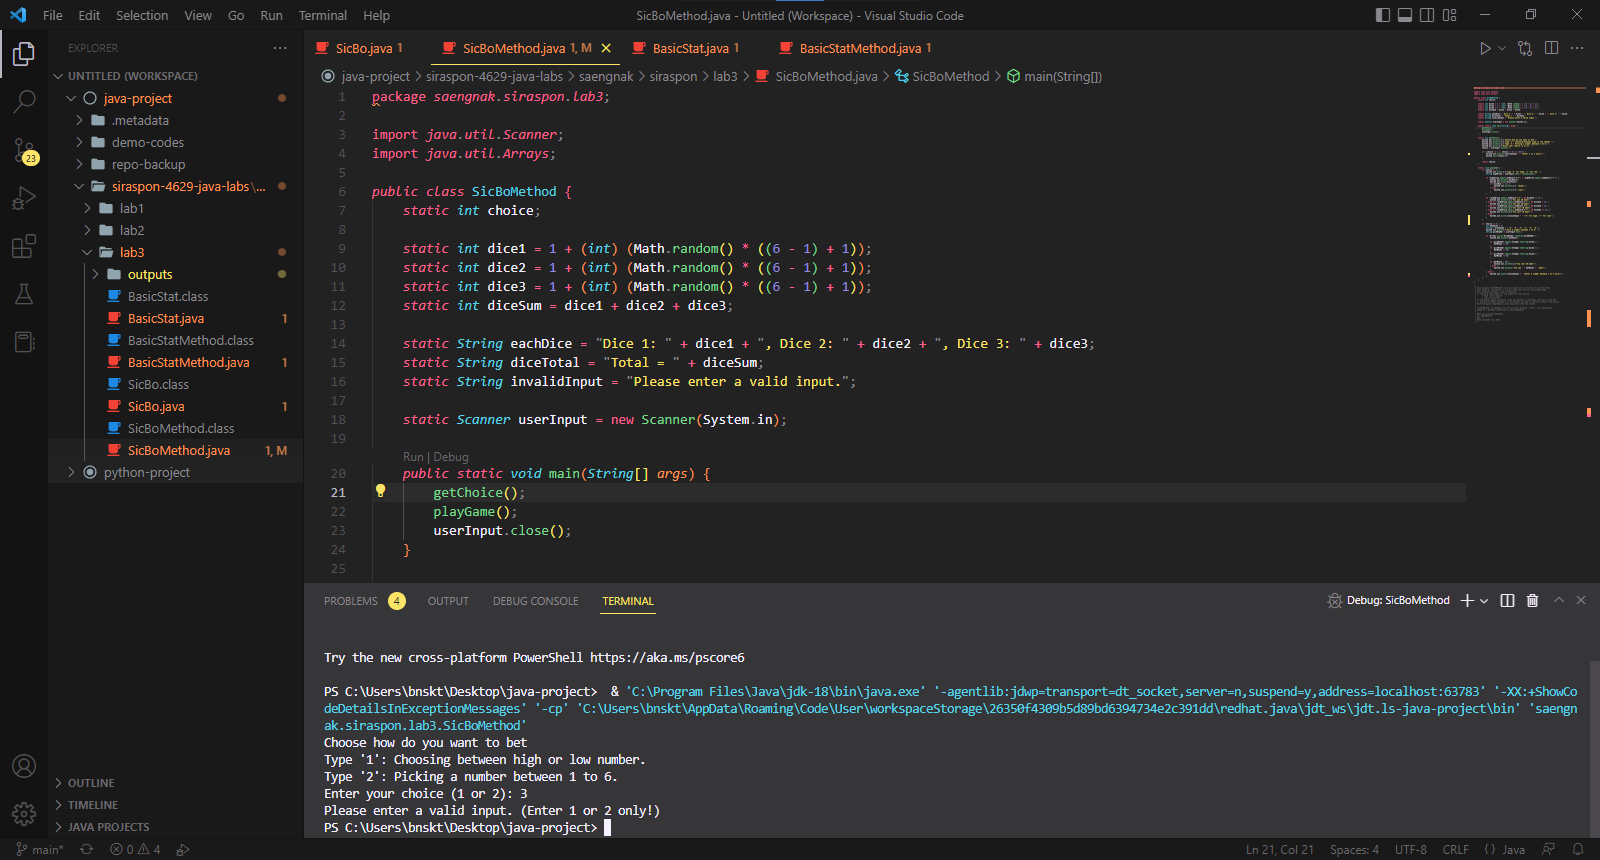 File Edit Selection View Go Run Terminal Help
SicBoMethod.java - Untitled (Workspace) - Visual Studio Code
EXPLORER
UNTITLED (WORKSPACE)
java-project
.metadata
demo-codes
repo-backup
siraspon-4629-java-labs\...
lab1
lab2
lab3
outputs
BasicStat.class
BasicStat.java 1
BasicStatMethod.class
BasicStatMethod.java 1
SicBo.class
SicBo.java 1
SicBoMethod.class
SicBoMethod.java 1, M
python-project
OUTLINE
TIMELINE
JAVA PROJECTS
23
SicBo.java 1 SicBoMethod.java 1, M BasicStat.java 1 BasicStatMethod.java 1
java-project > siraspon-4629-java-labs > saengnak > siraspon > lab3 > SicBoMethod.java > SicBoMethod > main(String[])
1 package saengnak.siraspon.lab3;
2
3 import java.util.Scanner;
4 import java.util.Arrays;
5
6 public class SicBoMethod {
7 static int choice;
8
9 static int dice1 = 1 + (int) (Math.random() * ((6 - 1) + 1));
10 static int dice2 = 1 + (int) (Math.random() * ((6 - 1) + 1));
11 static int dice3 = 1 + (int) (Math.random() * ((6 - 1) + 1));
12 static int diceSum = dice1 + dice2 + dice3;
13
14 static String eachDice = "Dice 1: " + dice1 + ", Dice 2: " + dice2 + ", Dice 3: " + dice3;
15 static String diceTotal = "Total = " + diceSum;
16 static String invalidInput = "Please enter a valid input.";
17
18 static Scanner userInput = new Scanner(System.in);
19
Run | Debug
20 public static void main(String[] args) {
21 getChoice();
22 playGame();
23 userInput.close();
24 }
25
PROBLEMS 4 OUTPUT DEBUG CONSOLE TERMINAL
Debug: SicBoMethod
Try the new cross-platform PowerShell https://aka.ms/pscore6
PS C:\Users\bnskt\Desktop\java-project>  & 'C:\Program Files\Java\jdk-18\bin\java.exe' '-agentlib:jdwp=transport=dt_socket,server=n,suspend=y,address=localhost:63783' '-XX:+ShowCo
deDetailsInExceptionMessages' '-cp' 'C:\Users\bnskt\AppData\Roaming\Code\User\workspaceStorage\26350f4309b5d89bd6394734e2c391dd\redhat.java\jdt_ws\jdt.ls-java-project\bin' 'saengn
ak.siraspon.lab3.SicBoMethod'
Choose how do you want to bet
Type '1': Choosing between high or low number.
Type '2': Picking a number between 1 to 6.
Enter your choice (1 or 2): 3
Please enter a valid input. (Enter 1 or 2 only!)
PS C:\Users\bnskt\Desktop\java-project>
main* 0 4 Ln 21, Col 21 Spaces: 4 UTF-8 CRLF {} Java